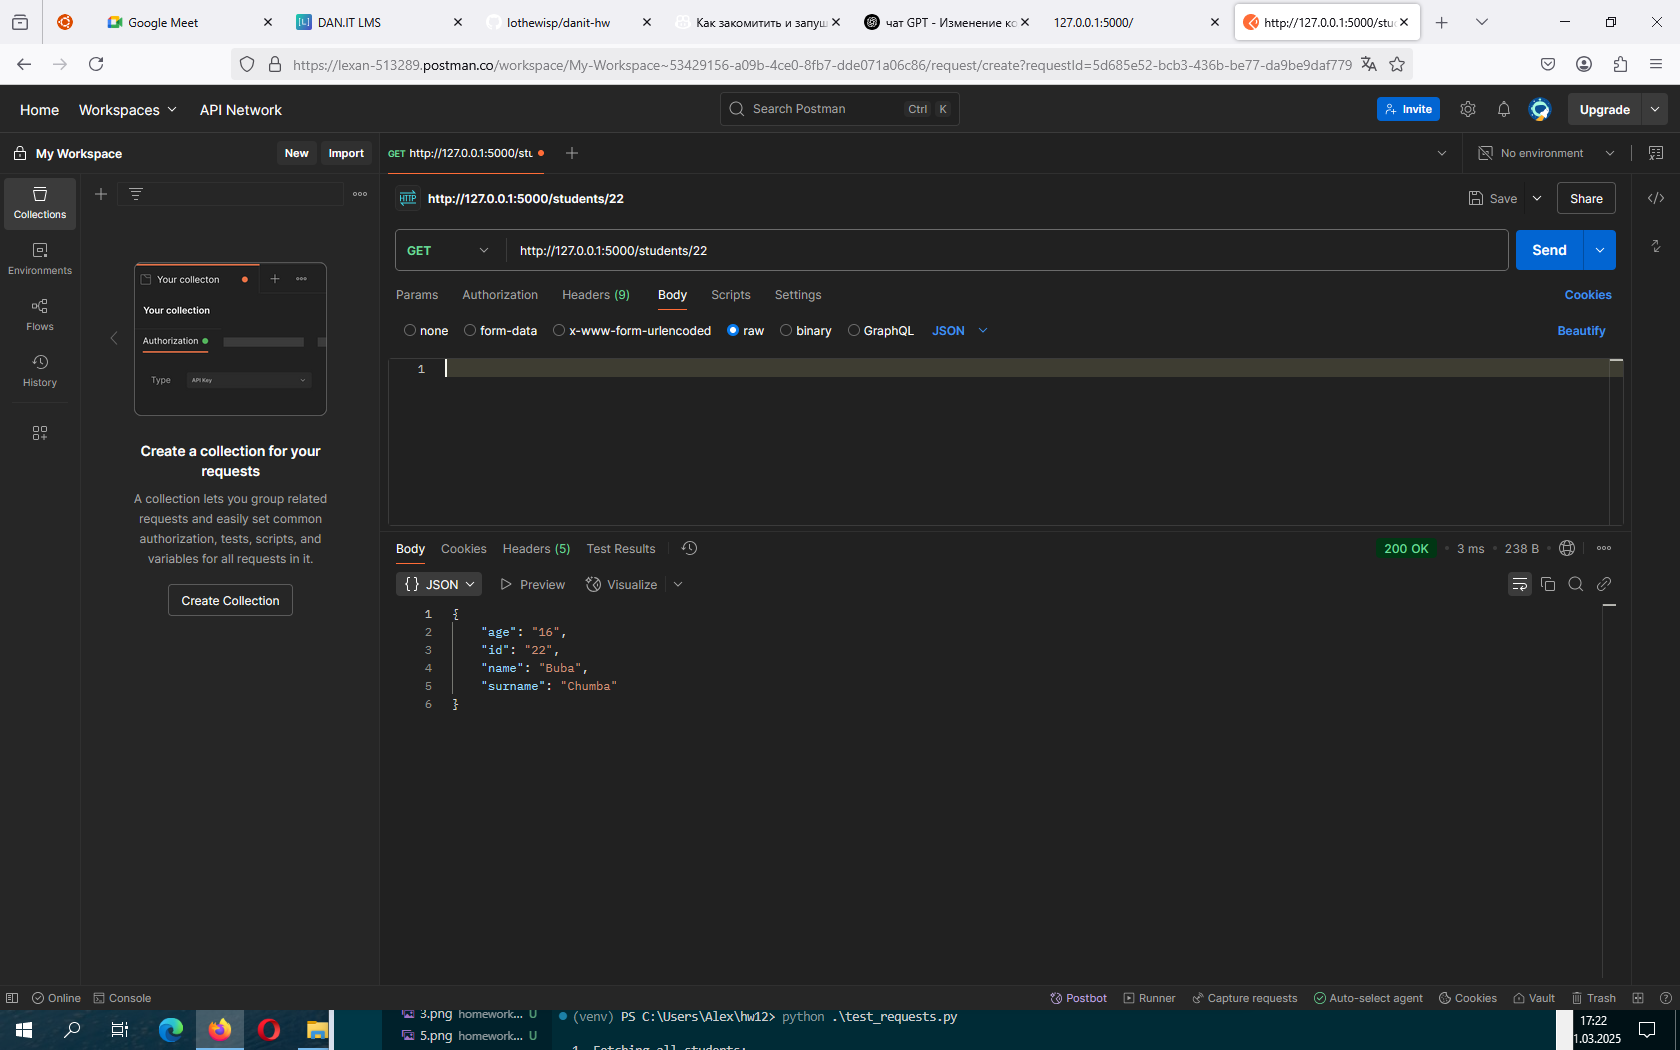 Google Meet
DAN.IT LMS
lothewisp/danit-hw
Как закомитить и запуш
чат GPT - Изменение ко
127.0.0.1:5000/
http://127.0.0.1:5000/stu
https://lexan-513289.postman.co/workspace/My-Workspace~53429156-a09b-4ce0-8fb7-dde071a06c86/request/create?requestId=5d685e52-bcb3-436b-be77-da9be9daf779
Home Workspaces API Network
Search Postman Ctrl K
Invite
Upgrade
My Workspace New Import
GET http://127.0.0.1:5000/stu
No environment
Collections
Environments
Flows
History
Your collecton
Your collection
Authorization
Type API Key
Create a collection for your
requests
A collection lets you group related
requests and easily set common
authorization, tests, scripts, and
variables for all requests in it.
Create Collection
HTTP http://127.0.0.1:5000/students/22
Save Share
GET http://127.0.0.1:5000/students/22
Send
Params Authorization Headers (9) Body Scripts Settings
Cookies
none form-data x-www-form-urlencoded raw binary GraphQL JSON
Beautify
1
Body Cookies Headers (5) Test Results
200 OK • 3 ms • 238 B
{} JSON Preview Visualize
1 {
2 "age": "16",
3 "id": "22",
4 "name": "Buba",
5 "surname": "Chumba"
6 }
Online Console
Postbot Runner Capture requests Auto-select agent Cookies Vault Trash
3.png homework... U
5.png homework... U
(venv) PS C:\Users\Alex\hw12> python .\test_requests.py
1. Fetching all students:
17:22
1.03.2025